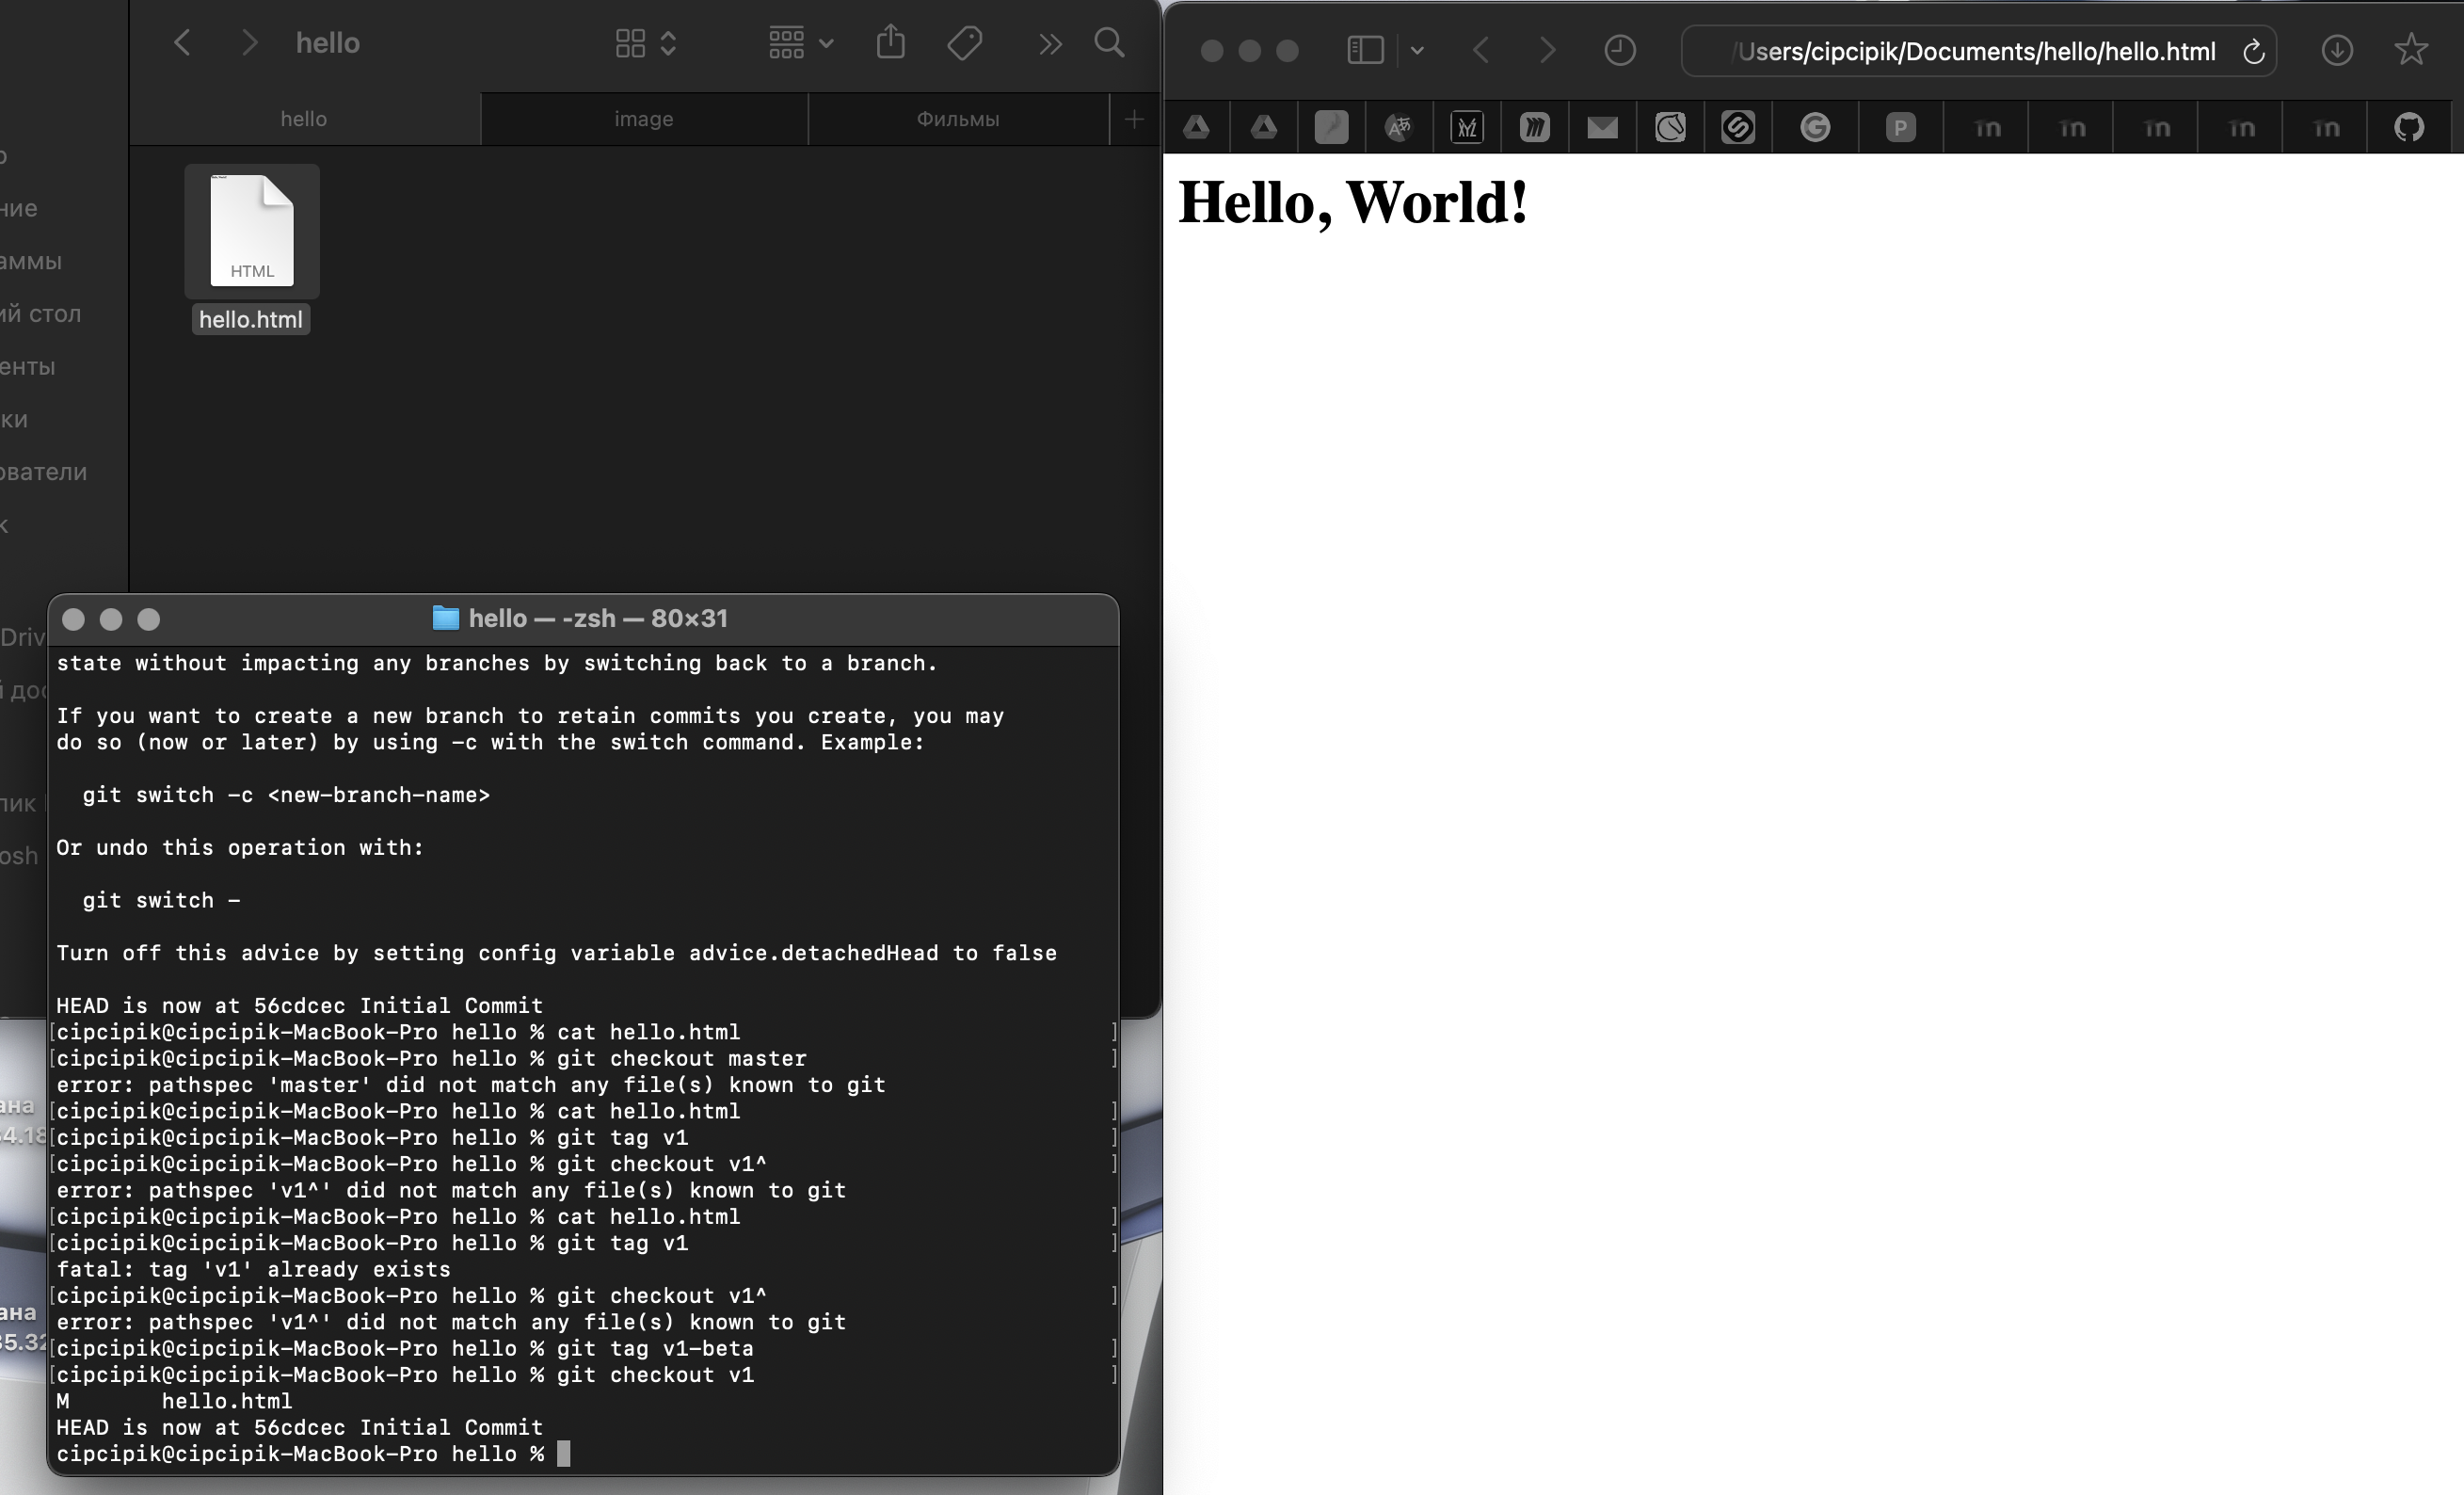 hello
hello
image
Фильмы
HTML
hello.html
ние
аммы
ий стол
енты
ки
ователи
к
Driv
й дос
лик
osh
ана
4.18
ана
35.32
hello — -zsh — 80×31
state without impacting any branches by switching back to a branch.
If you want to create a new branch to retain commits you create, you may
do so (now or later) by using -c with the switch command. Example:
git switch -c <new-branch-name>
Or undo this operation with:
git switch -
Turn off this advice by setting config variable advice.detachedHead to false
HEAD is now at 56cdcec Initial Commit
[cipcipik@cipcipik-MacBook-Pro hello % cat hello.html ]
[cipcipik@cipcipik-MacBook-Pro hello % git checkout master ]
error: pathspec 'master' did not match any file(s) known to git
[cipcipik@cipcipik-MacBook-Pro hello % cat hello.html ]
[cipcipik@cipcipik-MacBook-Pro hello % git tag v1 ]
[cipcipik@cipcipik-MacBook-Pro hello % git checkout v1^ ]
error: pathspec 'v1^' did not match any file(s) known to git
[cipcipik@cipcipik-MacBook-Pro hello % cat hello.html ]
[cipcipik@cipcipik-MacBook-Pro hello % git tag v1 ]
fatal: tag 'v1' already exists
[cipcipik@cipcipik-MacBook-Pro hello % git checkout v1^ ]
error: pathspec 'v1^' did not match any file(s) known to git
[cipcipik@cipcipik-MacBook-Pro hello % git tag v1-beta ]
[cipcipik@cipcipik-MacBook-Pro hello % git checkout v1 ]
M hello.html
HEAD is now at 56cdcec Initial Commit
cipcipik@cipcipik-MacBook-Pro hello %
/Users/cipcipik/Documents/hello/hello.html
Hello, World!